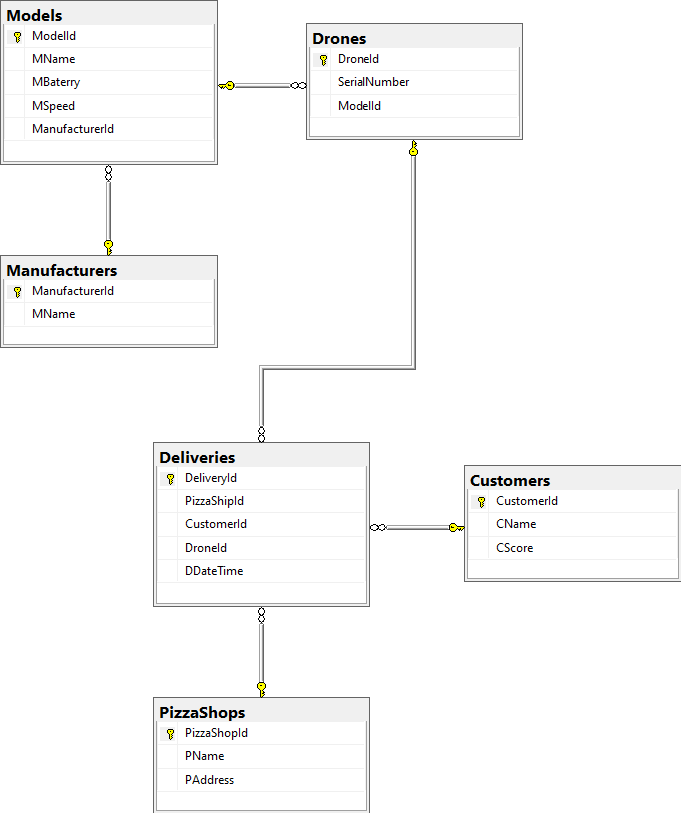 Models
ModelId
MName
MBaterry
MSpeed
ManufacturerId
Drones
DroneId
SerialNumber
ModelId
Manufacturers
ManufacturerId
MName
Deliveries
DeliveryId
PizzaShipId
CustomerId
DroneId
DDateTime
Customers
CustomerId
CName
CScore
PizzaShops
PizzaShopId
PName
PAddress